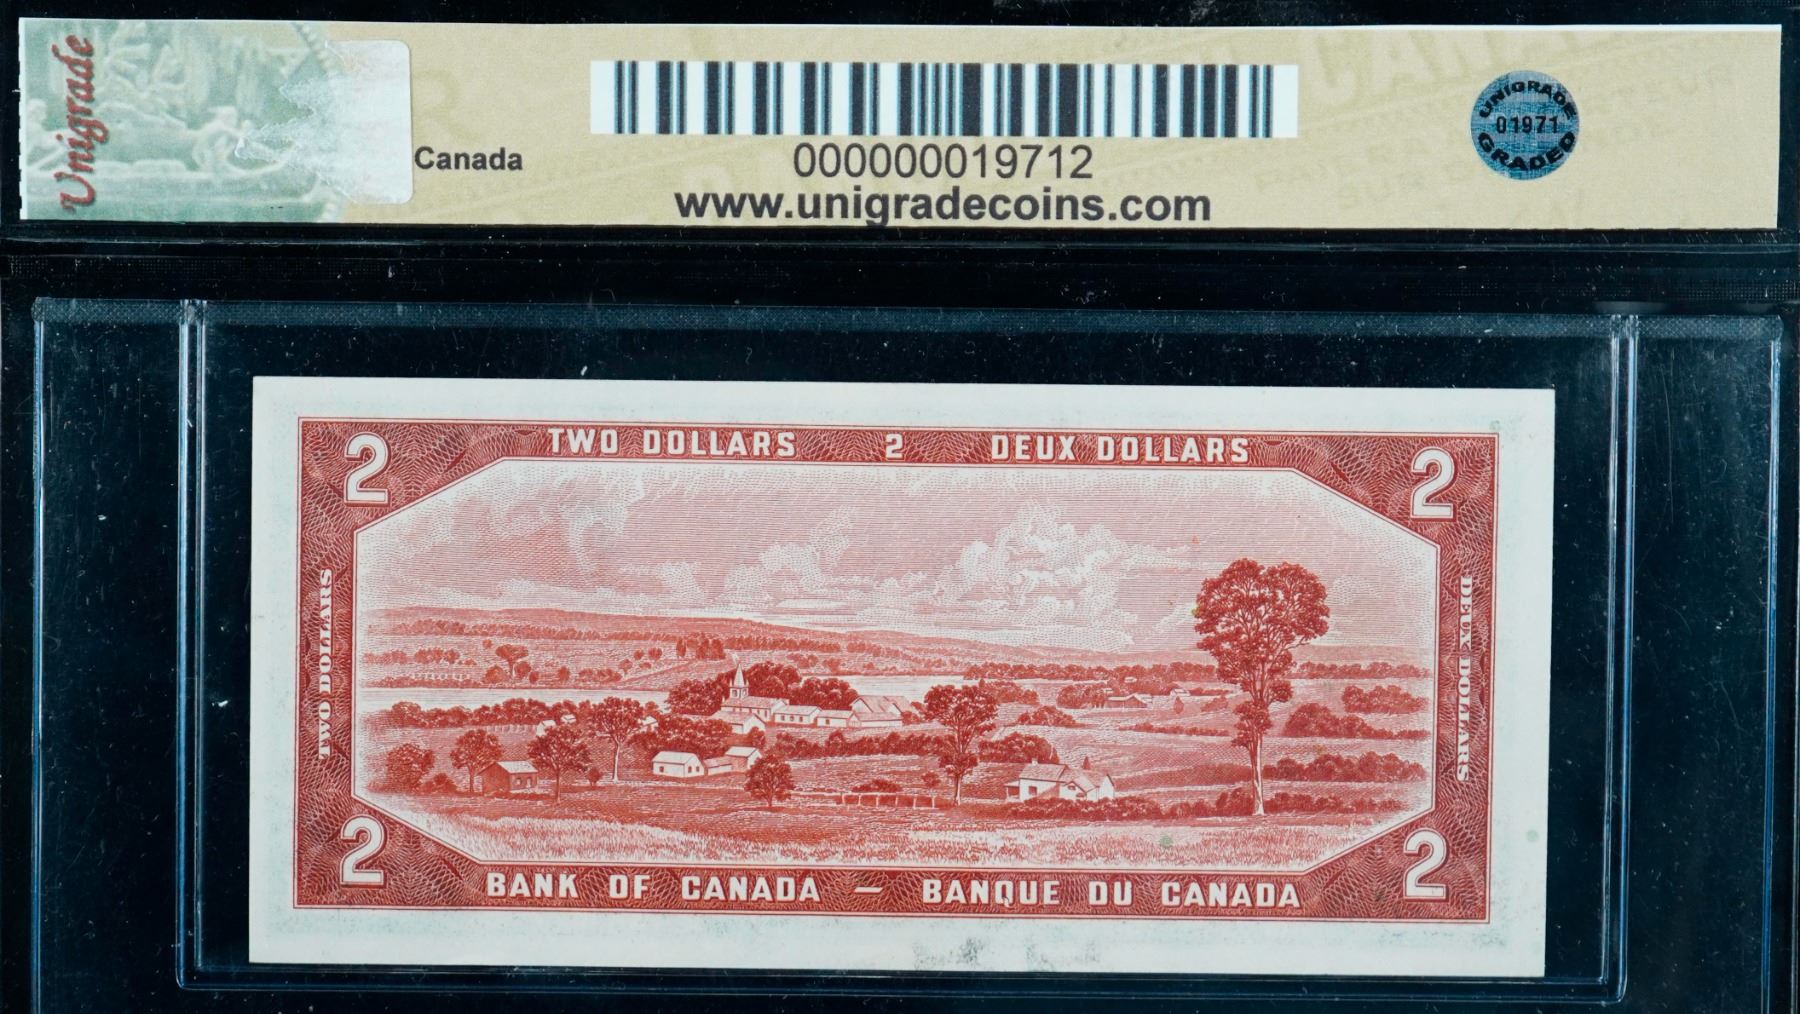 Unigrade
Canada
000000019712
www.unigradecoins.com
UNIGRADE
01971
GRADED
2 TWO DOLLARS 2 DEUX DOLLARS 2
TWO DOLLARS
DEUX DOLLARS
2 BANK OF CANADA — BANQUE DU CANADA 2